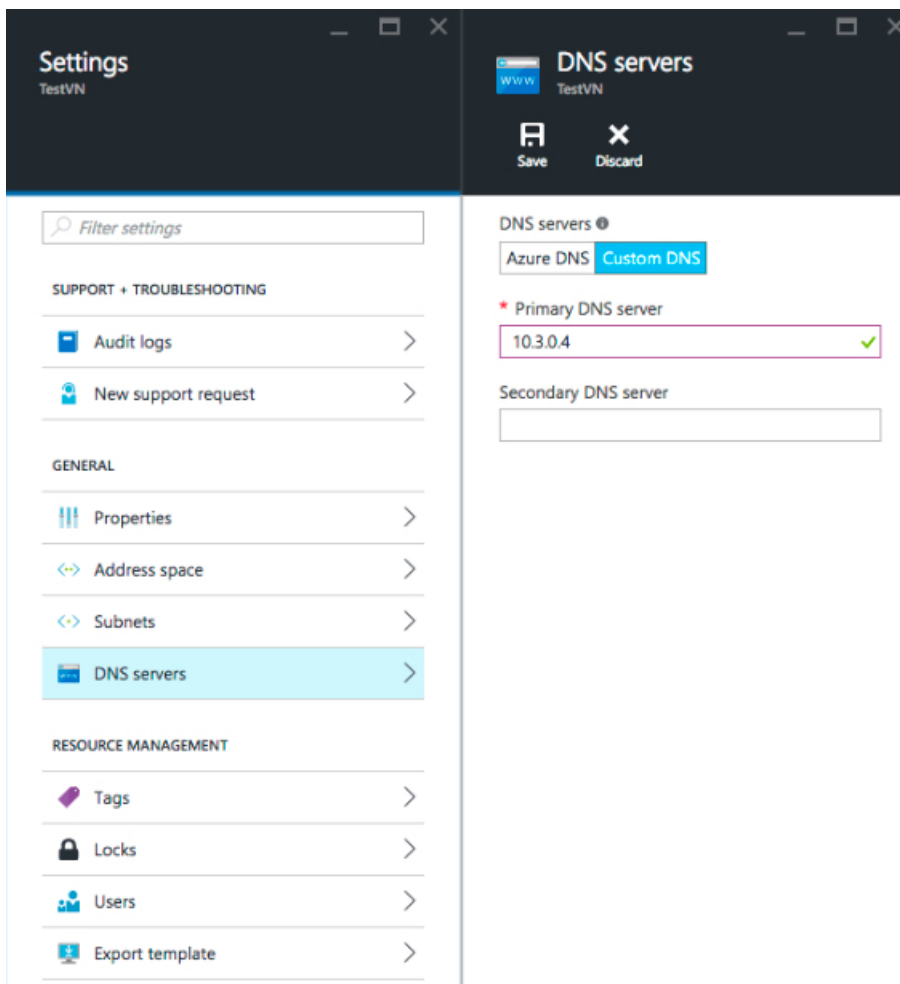 Settings
TestVN
Filter settings
SUPPORT + TROUBLESHOOTING
Audit logs
New support request
GENERAL
Properties
Address space
Subnets
DNS servers
RESOURCE MANAGEMENT
Tags
Locks
Users
Export template
www
DNS servers
TestVN
Save
Discard
DNS servers
Azure DNS
Custom DNS
* Primary DNS server
10.3.0.4
Secondary DNS server